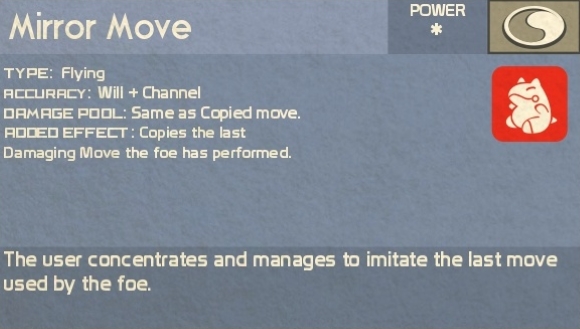 Mirror Move
POWER
*
TYPE: Flying
ACCURACY: Will + Channel
DAMAGE POOL: Same as Copied move.
ADDED EFFECT: Copies the last
Damaging Move the foe has performed.
The user concentrates and manages to imitate the last move
used by the foe.